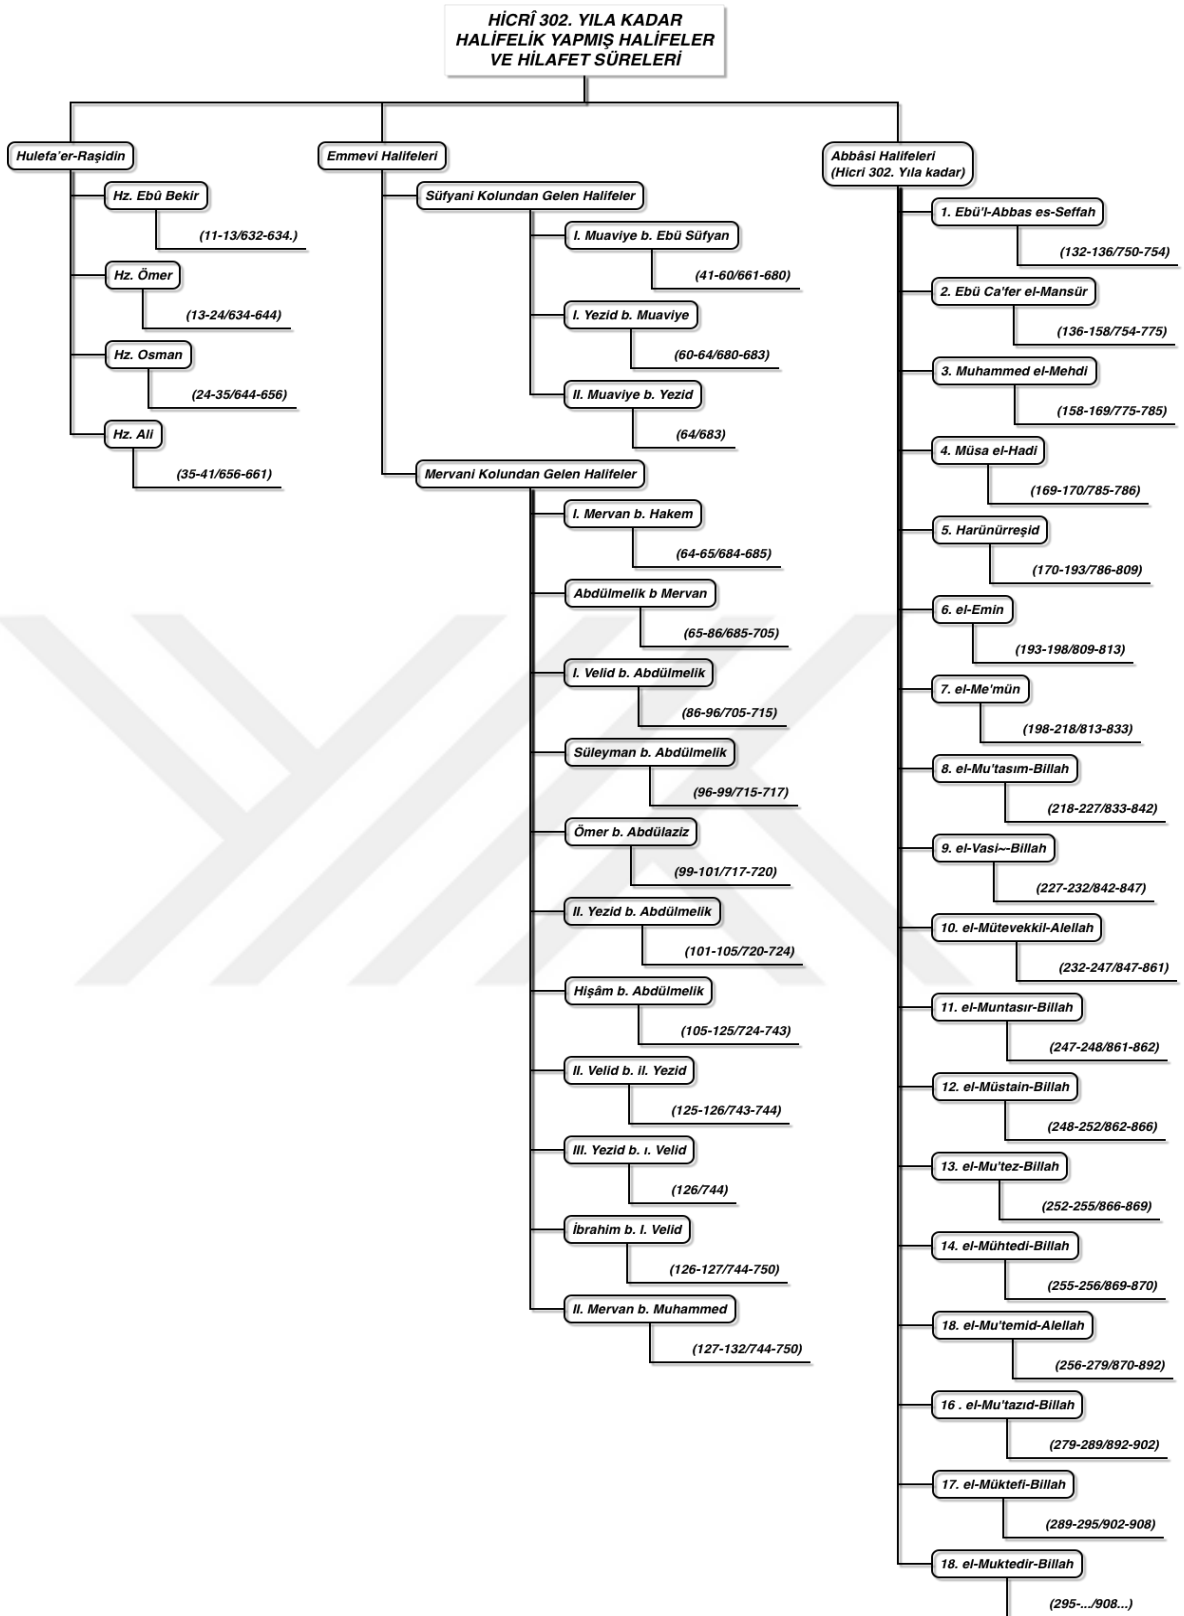 HİCRÎ 302. YILA KADAR
HALİFELİK YAPMIŞ HALİFELER
VE HİLAFET SÜRELERİ
Hulefa'er-Raşidin
Hz. Ebû Bekir
(11-13/632-634.)
Hz. Ömer
(13-24/634-644)
Hz. Osman
(24-35/644-656)
Hz. Ali
(35-41/656-661)
Emmevi Halifeleri
Süfyani Kolundan Gelen Halifeler
I. Muaviye b. Ebü Süfyan
(41-60/661-680)
I. Yezid b. Muaviye
(60-64/680-683)
II. Muaviye b. Yezid
(64/683)
Mervani Kolundan Gelen Halifeler
I. Mervan b. Hakem
(64-65/684-685)
Abdülmelik b Mervan
(65-86/685-705)
I. Velid b. Abdülmelik
(86-96/705-715)
Süleyman b. Abdülmelik
(96-99/715-717)
Ömer b. Abdülaziz
(99-101/717-720)
II. Yezid b. Abdülmelik
(101-105/720-724)
Hişâm b. Abdülmelik
(105-125/724-743)
II. Velid b. il. Yezid
(125-126/743-744)
III. Yezid b. ı. Velid
(126/744)
İbrahim b. I. Velid
(126-127/744-750)
II. Mervan b. Muhammed
(127-132/744-750)
Abbâsi Halifeleri
(Hicri 302. Yıla kadar)
1. Ebü'l-Abbas es-Seffah
(132-136/750-754)
2. Ebü Ca'fer el-Mansür
(136-158/754-775)
3. Muhammed el-Mehdi
(158-169/775-785)
4. Müsa el-Hadi
(169-170/785-786)
5. Harünürreşid
(170-193/786-809)
6. el-Emin
(193-198/809-813)
7. el-Me'mün
(198-218/813-833)
8. el-Mu'tasım-Billah
(218-227/833-842)
9. el-Vasi~-Billah
(227-232/842-847)
10. el-Mütevekkil-Alellah
(232-247/847-861)
11. el-Muntasır-Billah
(247-248/861-862)
12. el-Müstain-Billah
(248-252/862-866)
13. el-Mu'tez-Billah
(252-255/866-869)
14. el-Mühtedi-Billah
(255-256/869-870)
18. el-Mu'temid-Alellah
(256-279/870-892)
16 . el-Mu'tazıd-Billah
(279-289/892-902)
17. el-Müktefi-Billah
(289-295/902-908)
18. el-Muktedir-Billah
(295-.../908...)